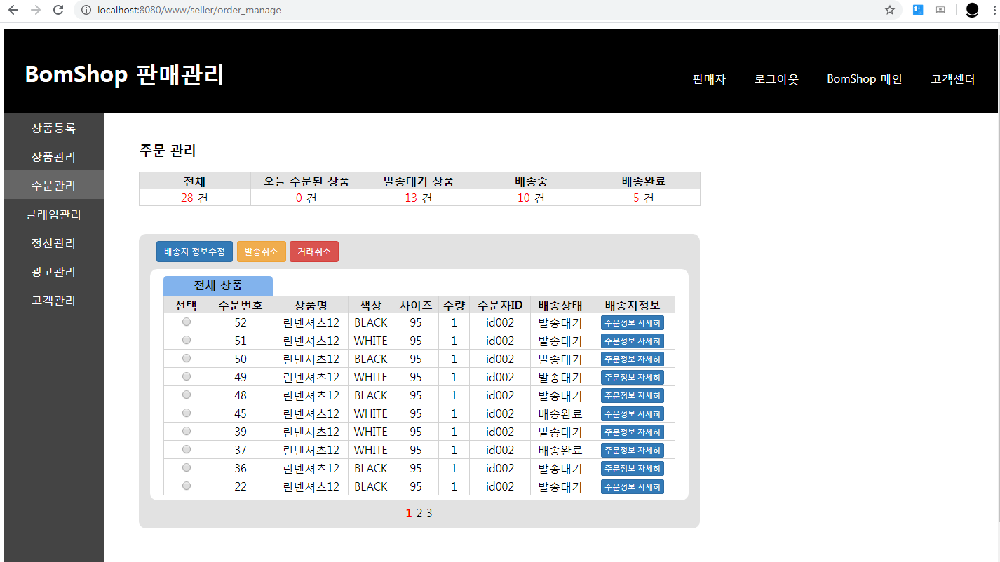 localhost:8080/www/seller/order_manage
BomShop 판매관리
판매자 로그아웃 BomShop 메인 고객센터
상품등록
상품관리
주문관리
클레임관리
정산관리
광고관리
고객관리
주문 관리
전체 오늘 주문된 상품 발송대기 상품 배송중 배송완료
28 건 0 건 13 건 10 건 5 건
배송지 정보수정 발송취소 거래취소
전체 상품
선택 주문번호 상품명 색상 사이즈 수량 주문자ID 배송상태 배송지정보
52 린넨셔츠12 BLACK 95 1 id002 발송대기 주문정보 자세히
51 린넨셔츠12 WHITE 95 1 id002 발송대기 주문정보 자세히
50 린넨셔츠12 BLACK 95 1 id002 발송대기 주문정보 자세히
49 린넨셔츠12 WHITE 95 1 id002 발송대기 주문정보 자세히
48 린넨셔츠12 BLACK 95 1 id002 발송대기 주문정보 자세히
45 린넨셔츠12 WHITE 95 1 id002 배송완료 주문정보 자세히
39 린넨셔츠12 WHITE 95 1 id002 발송대기 주문정보 자세히
37 린넨셔츠12 WHITE 95 1 id002 배송완료 주문정보 자세히
36 린넨셔츠12 BLACK 95 1 id002 발송대기 주문정보 자세히
22 린넨셔츠12 BLACK 95 1 id002 발송대기 주문정보 자세히
1 2 3